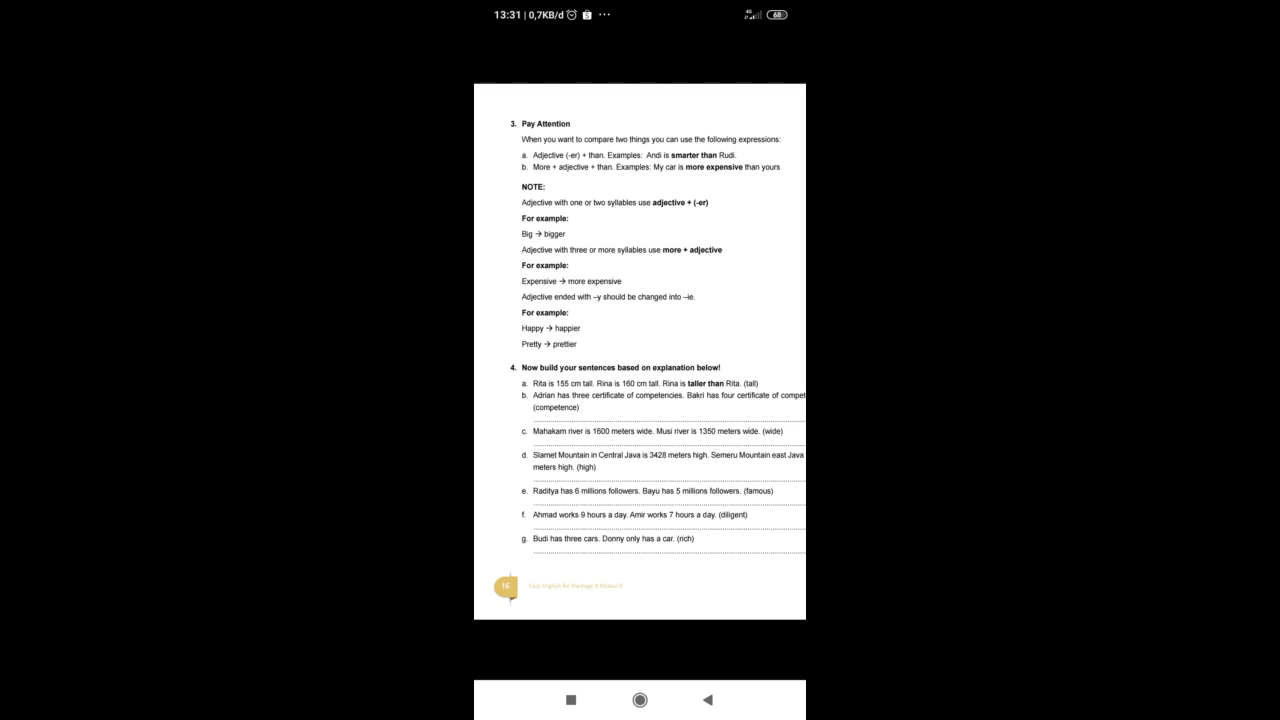 13:31 | 0,7KB/d ...
4G 68
3. Pay Attention
When you want to compare two things you can use the following expressions:
a. Adjective (-er) + than. Examples: Andi is smarter than Rudi.
b. More + adjective + than. Examples: My car is more expensive than yours
NOTE:
Adjective with one or two syllables use adjective + (-er)
For example:
Big → bigger
Adjective with three or more syllables use more + adjective
For example:
Expensive → more expensive
Adjective ended with –y should be changed into –ie.
For example:
Happy → happier
Pretty → prettier
4. Now build your sentences based on explanation below!
a. Rita is 155 cm tall. Rina is 160 cm tall. Rina is taller than Rita. (tall)
b. Adrian has three certificate of competencies. Bakri has four certificate of compet
(competence)
c. Mahakam river is 1600 meters wide. Musi river is 1350 meters wide. (wide)
d. Slamet Mountain in Central Java is 3428 meters high. Semeru Mountain east Java
meters high. (high)
e. Raditya has 6 millions followers. Bayu has 5 millions followers. (famous)
f. Ahmad works 9 hours a day. Amir works 7 hours a day. (diligent)
g. Budi has three cars. Donny only has a car. (rich)
16 Easy English for Package B Modul 8